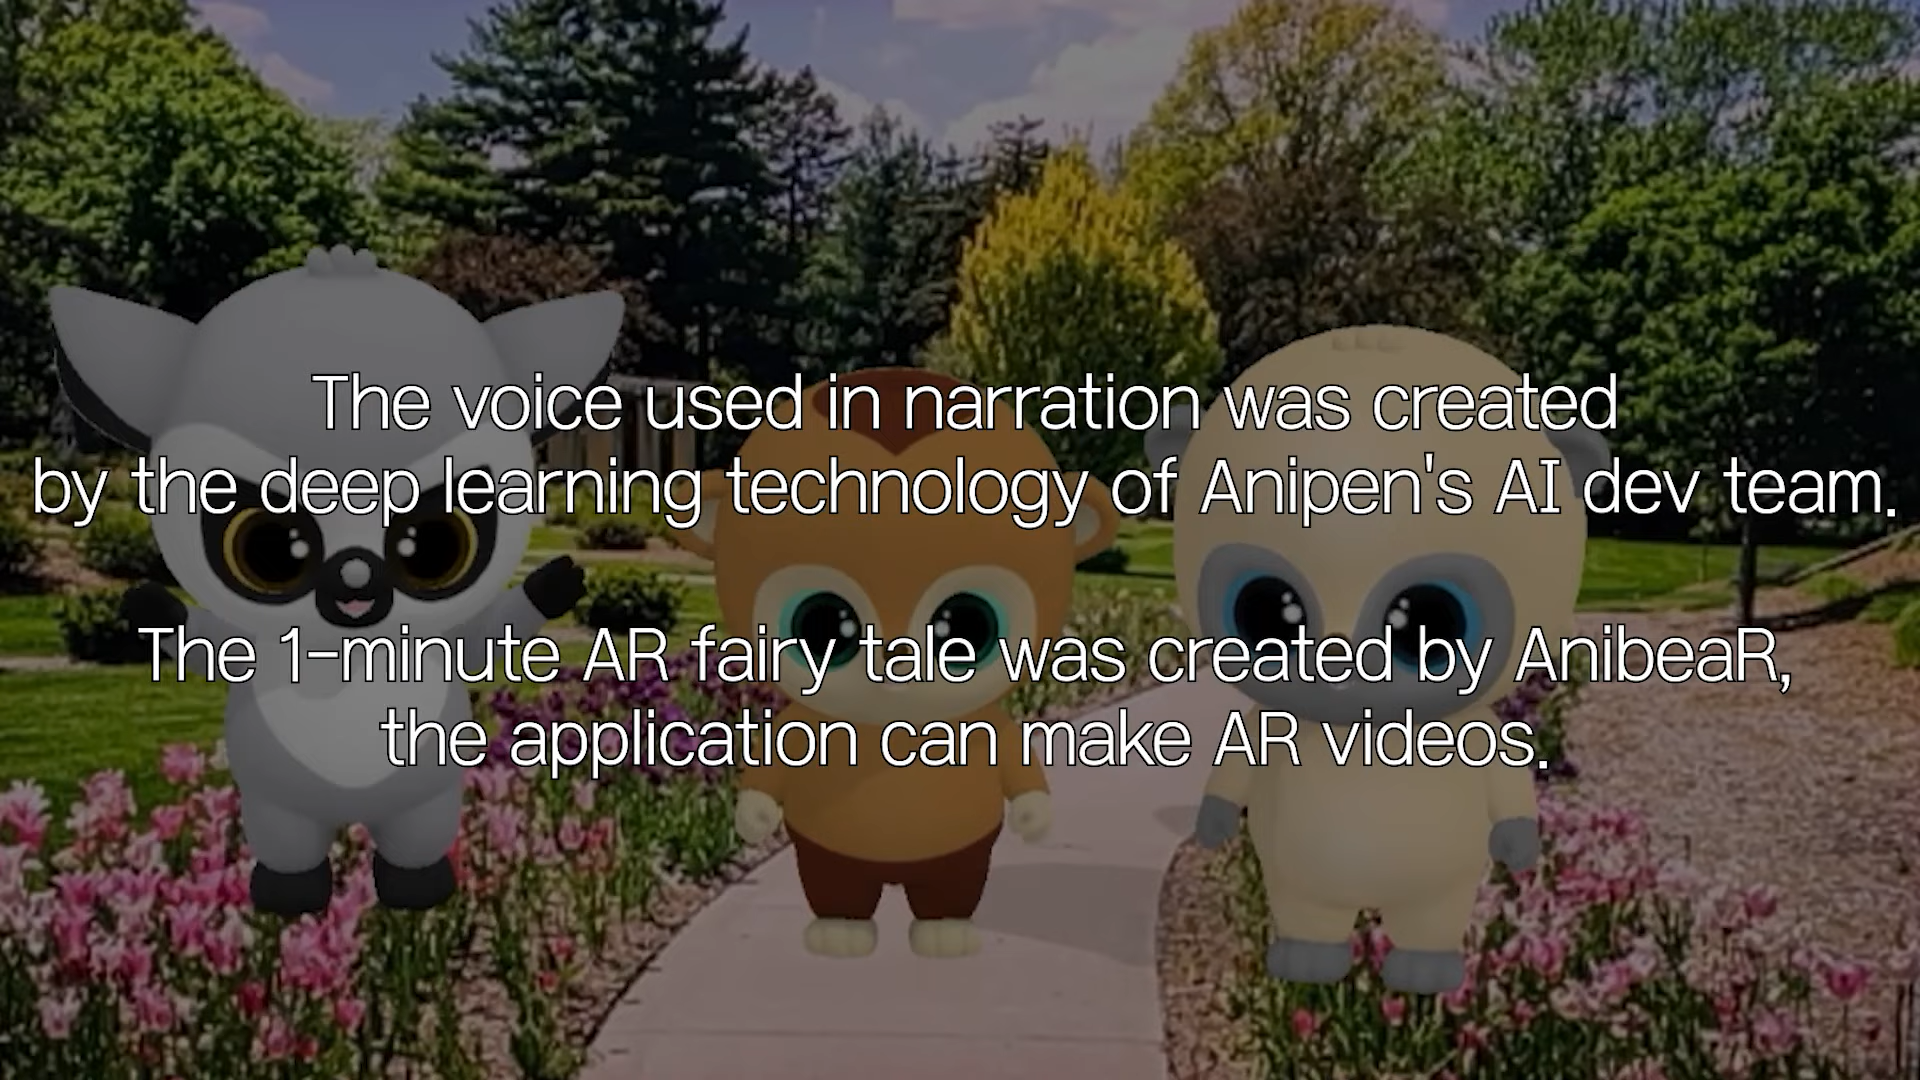 The voice used in narration was created
by the deep learning technology of Anipen's AI dev team.
The 1-minute AR fairy tale was created by AnibeaR,
the application can make AR videos.